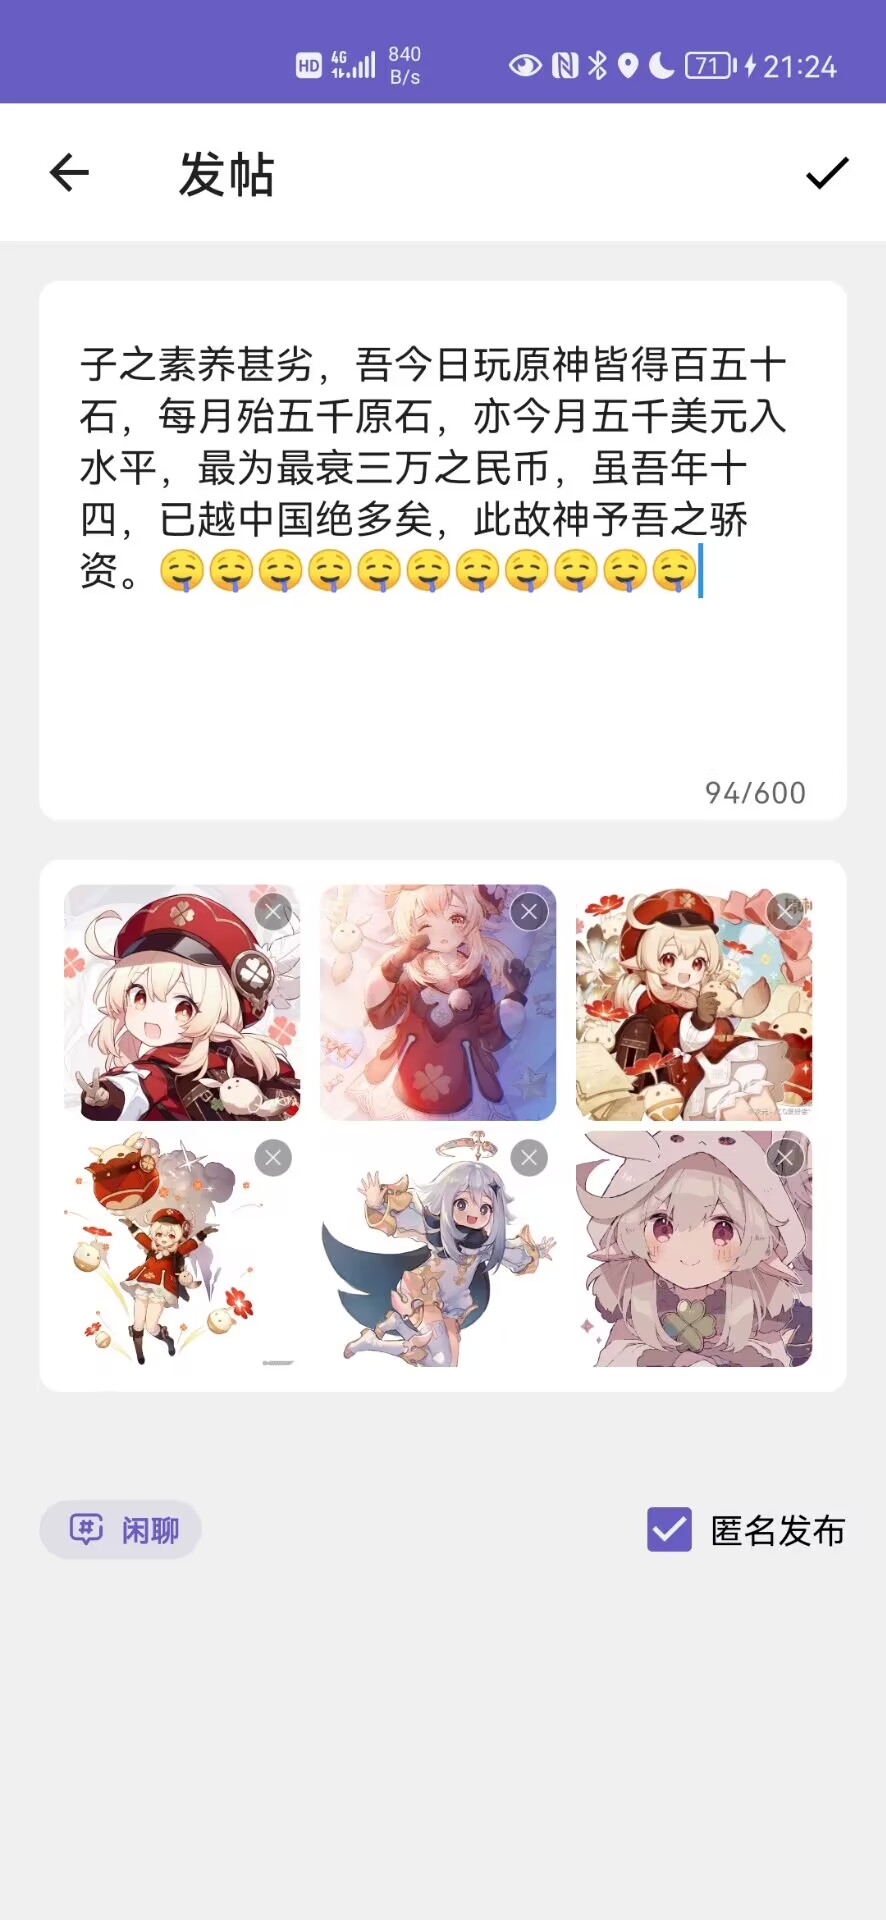 HD 4G 840 B/s 71 21:24
发帖
子之素养甚劣，吾今日玩原神皆得百五十
石，每月殆五千原石，亦今月五千美元入
水平，最为最衰三万之民币，虽吾年十
四，已越中国绝多矣，此故神予吾之骄
资。🤤🤤🤤🤤🤤🤤🤤🤤🤤🤤🤤
94/600
闲聊
匿名发布